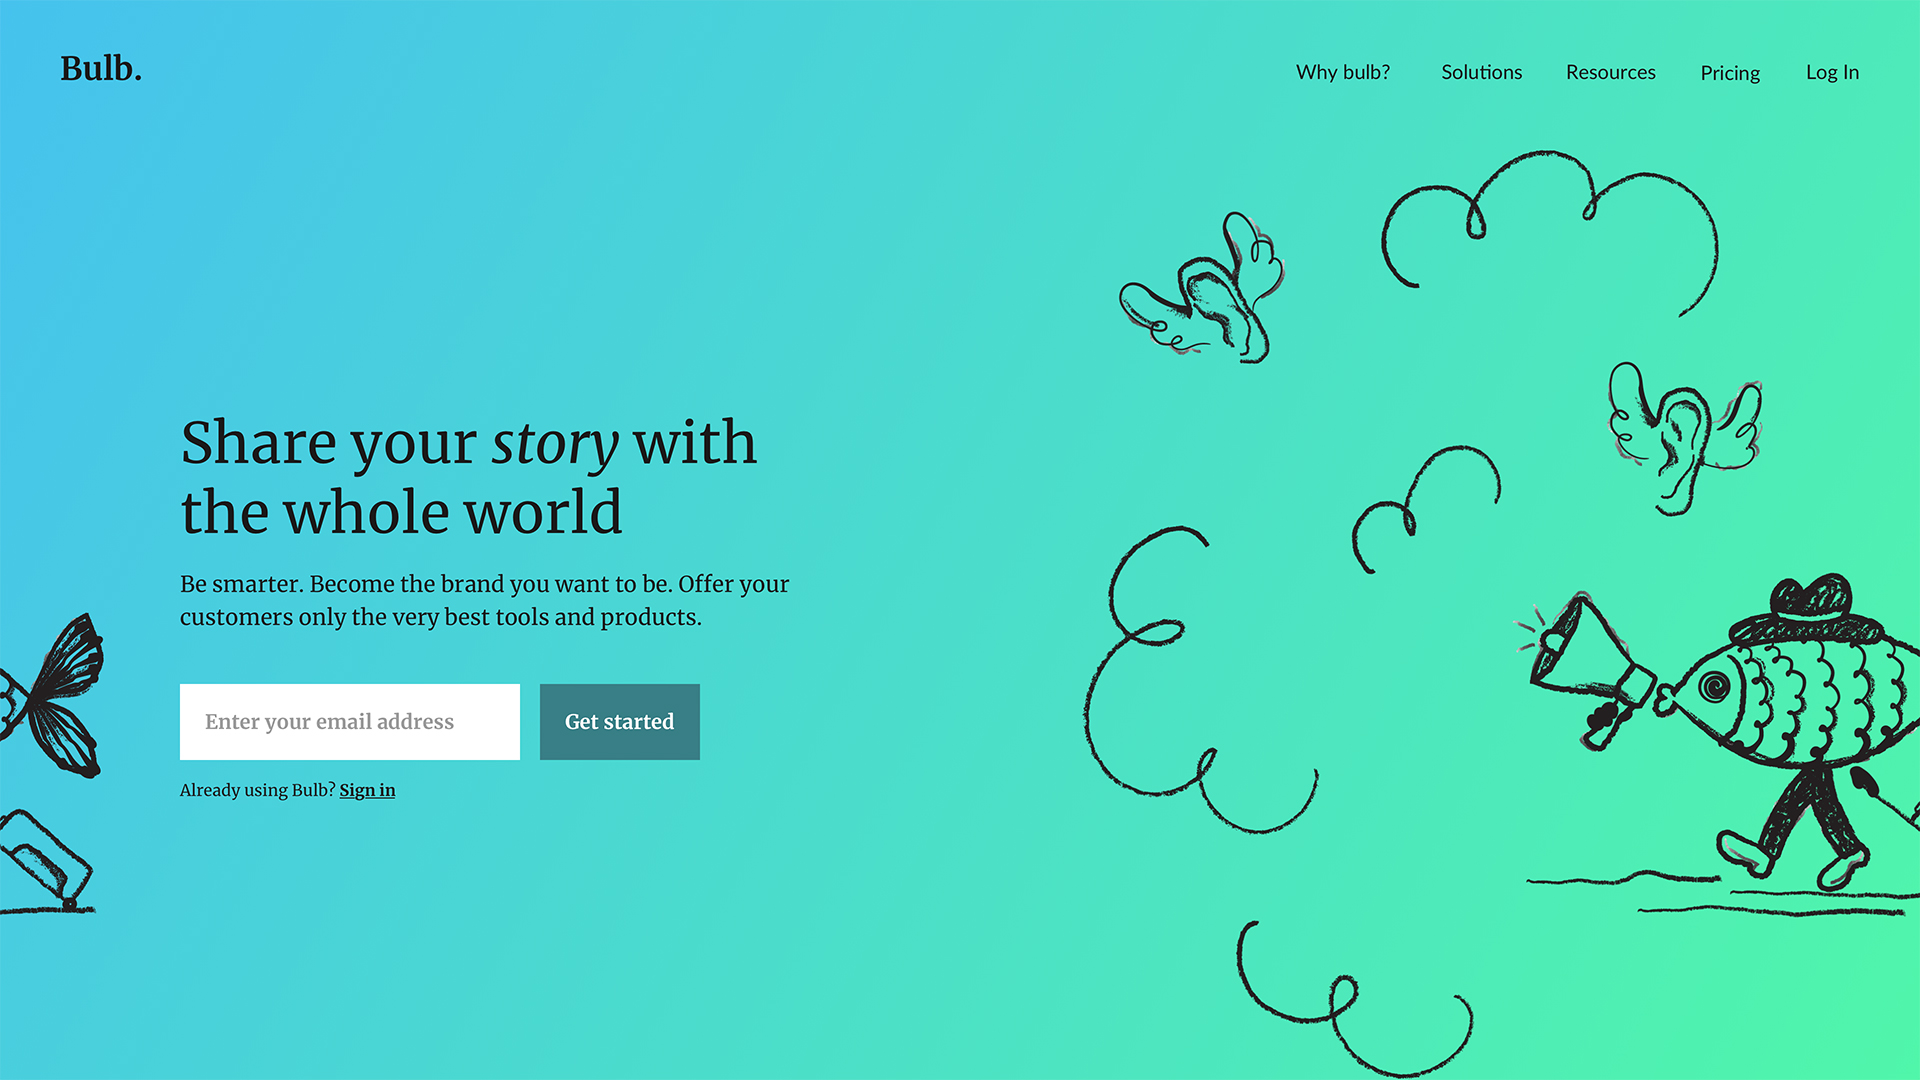 Bulb.
Why bulb? Solutions Resources Pricing Log In
Share your story with
the whole world
Be smarter. Become the brand you want to be. Offer your
customers only the very best tools and products.
Enter your email address Get started
Already using Bulb? Sign in